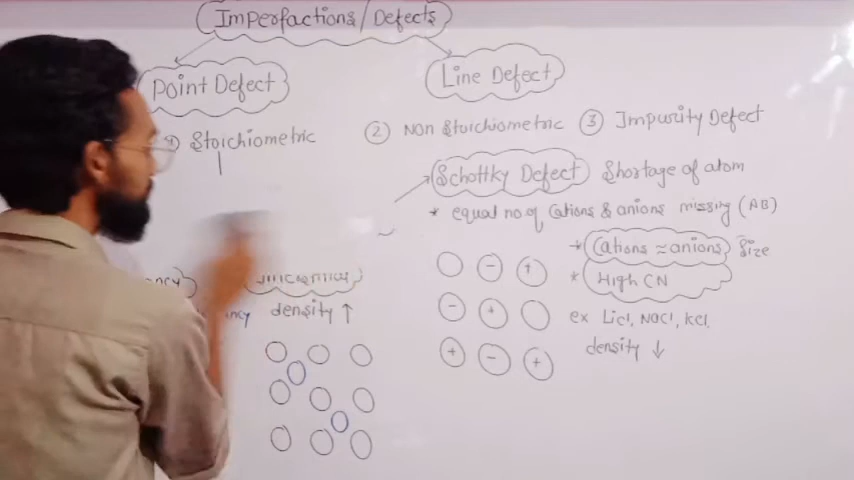 Imperfactions/Defects
Point Defect
Line Defect
① Stoichiometric
② Non Stoichiometric
③ Impurity Defect
Schottky Defect Shortage of atom
* equal no of Cations & anions missing (AB)
* Cations ≈ anions Size
* High CN
ex Licl, NaCl, Kcl,
density ↓
density ↑
- +
- +
+ - +